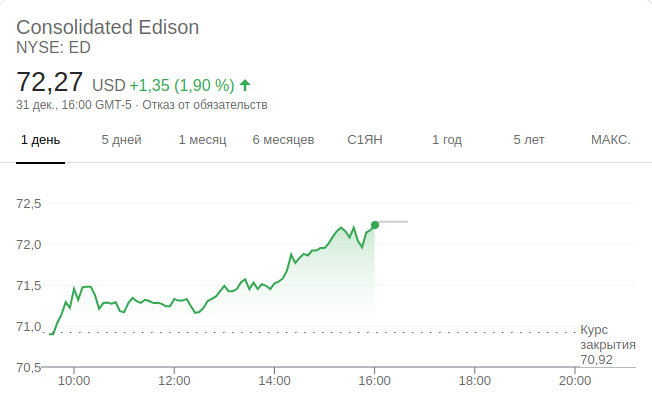 Consolidated Edison
NYSE: ED
72,27 USD +1,35 (1,90 %)
31 дек., 16:00 GMT-5 · Отказ от обязательств
1 день 5 дней 1 месяц 6 месяцев С1ЯН 1 год 5 лет МАКС.
72,5
72,0
71,5
71,0
Курс
закрытия
70,92
70,5
10:00 12:00 14:00 16:00 18:00 20:00